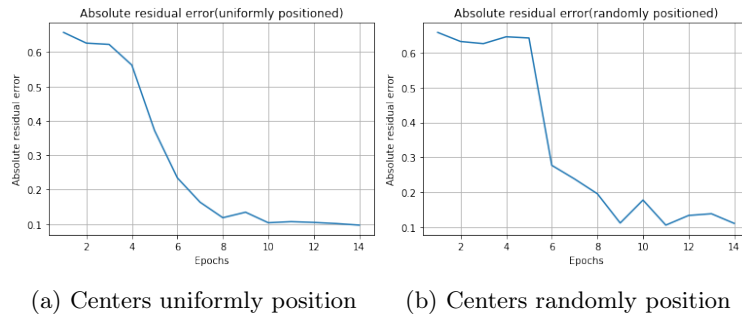 Absolute residual error(uniformly positioned)
0.6
0.5
0.4
0.3
0.2
0.1
Absolute residual error
2 4 6 8 10 12 14
Epochs
(a) Centers uniformly position
Absolute residual error(randomly positioned)
0.6
0.5
0.4
0.3
0.2
0.1
Absolute residual error
2 4 6 8 10 12 14
Epochs
(b) Centers randomly position